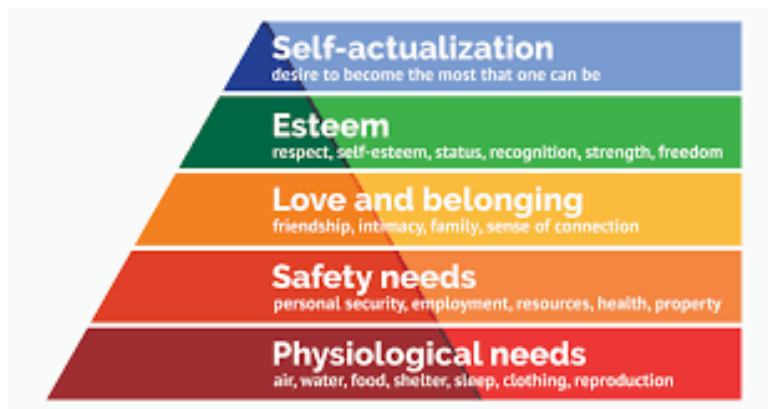 Self-actualization
desire to become the most that one can be
Esteem
respect, self-esteem, status, recognition, strength, freedom
Love and belonging
friendship, intimacy, family, sense of connection
Safety needs
personal security, employment, resources, health, property
Physiological needs
air, water, food, shelter, sleep, clothing, reproduction